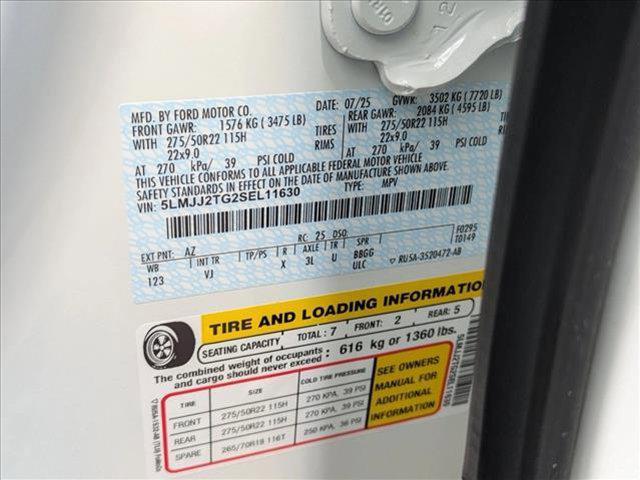 MFD. BY FORD MOTOR CO.
DATE: 07/25 GVWR: 3502 KG ( 7720 LB)
FRONT GAWR: 1576 KG ( 3475 LB) REAR GAWR: 2084 KG ( 4595 LB)
WITH 275/50R22 115H TIRES WITH 275/50R22 115H
22x9.0 RIMS 22x9.0
AT 270 kPa/ 39 PSI COLD AT 270 kPa/ 39 PSI COLD
THIS VEHICLE CONFORMS TO ALL APPLICABLE FEDERAL MOTOR VEHICLE
SAFETY STANDARDS IN EFFECT ON THE DATE OF MANUFACTURE SHOWN ABOVE.
VIN: 5LMJJ2TG2SEL11630 TYPE: MPV
F0295
T0149
EXT PNT: AZ RC: 25 DSO:
WB INT TR TP/PS R AXLE TR SPR
123 VJ X 3L U BBGG
ULC RU5A-3520472-AB
TIRE AND LOADING INFORMATION
SEATING CAPACITY TOTAL: 7 FRONT: 2 REAR: 5
The combined weight of occupants and cargo should never exceed : 616 kg or 1360 lbs.
TIRE SIZE COLD TIRE PRESSURE
FRONT 275/50R22 115H 270 KPA, 39 PSI
REAR 275/50R22 115H 270 KPA, 39 PSI
SPARE 265/70R18 116T 250 KPA, 36 PSI
SEE OWNERS
MANUAL FOR
ADDITIONAL
INFORMATION
5LMJJ2TG2SEL11630